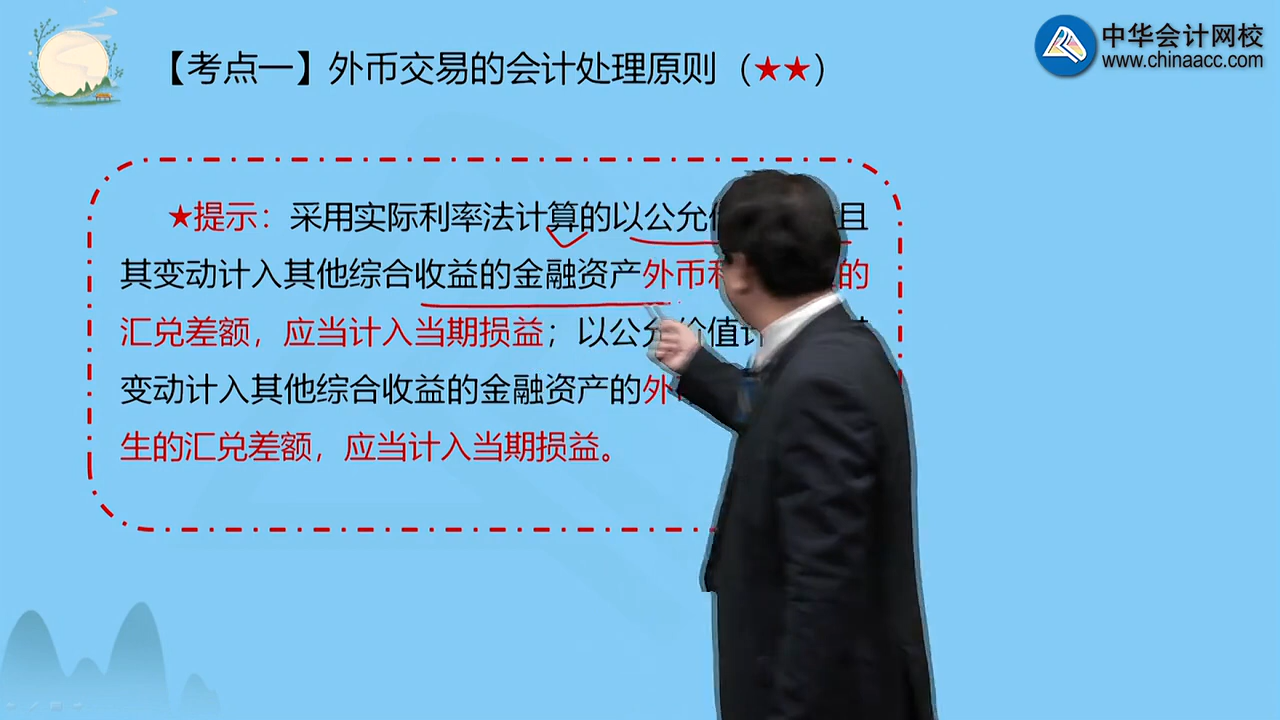 【考点一】外币交易的会计处理原则（★★）
中华会计网校
www.chinaacc.com
★提示：采用实际利率法计算的以公允 且
其变动计入其他综合收益的金融资产外币 的
汇兑差额，应当计入当期损益；以公允价值
变动计入其他综合收益的金融资产的外
生的汇兑差额，应当计入当期损益。